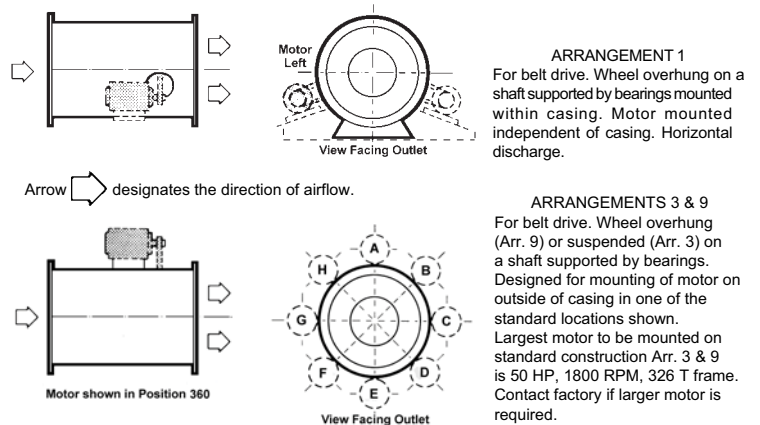 Motor
Left
View Facing Outlet
ARRANGEMENT 1
For belt drive. Wheel overhung on a
shaft supported by bearings mounted
within casing. Motor mounted
independent of casing. Horizontal
discharge.
Arrow designates the direction of airflow.
Motor shown in Position 360
A
B
C
D
E
F
G
H
View Facing Outlet
ARRANGEMENTS 3 & 9
For belt drive. Wheel overhung
(Arr. 9) or suspended (Arr. 3) on
a shaft supported by bearings.
Designed for mounting of motor on
outside of casing in one of the
standard locations shown.
Largest motor to be mounted on
standard construction Arr. 3 & 9
is 50 HP, 1800 RPM, 326 T frame.
Contact factory if larger motor is
required.